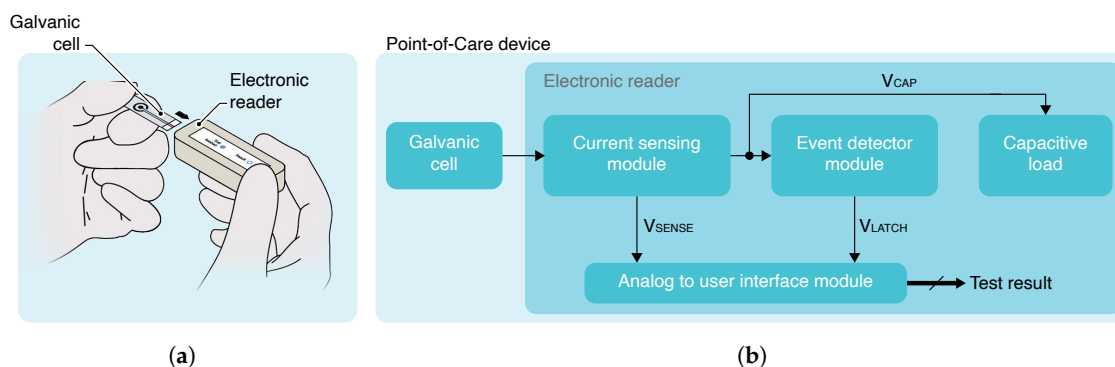 Galvanic
cell
Electronic
reader
(a)
Point-of-Care device
Electronic reader
VCAP
Galvanic
cell
Current sensing
module
Event detector
module
Capacitive
load
VSENSE
VLATCH
Analog to user interface module
Test result
(b)